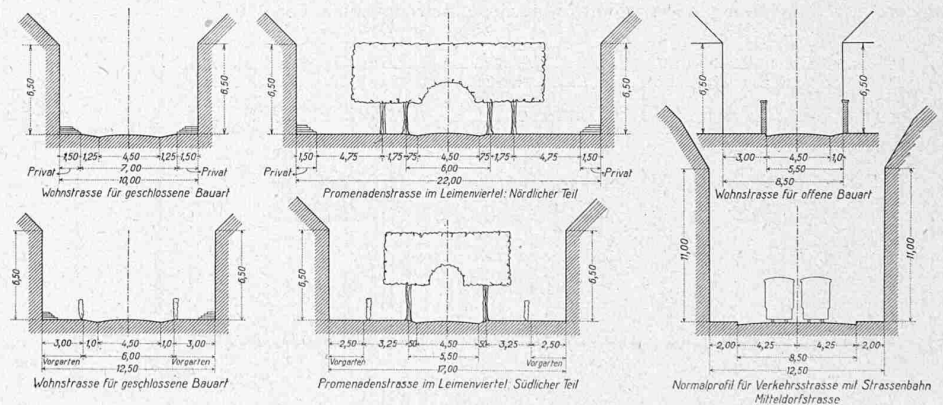 6,50
6,50
1,50 1,25 4,50 1,25 1,50
7,00
Privat Privat
10,00
Wohnstrasse für geschlossene Bauart
6,50
6,50
1,50 4,75 1,75 75 4,50 75 1,75 4,75 1,50
6,00
Privat Privat
22,00
Promenadenstrasse im Leimenviertel: Nördlicher Teil
6,50
6,50
3,00 4,50 1,0
5,50
8,50
Wohnstrasse für offene Bauart
6,50
6,50
3,00 1,0 4,50 1,0 3,00
Vorgarten 6,00 Vorgarten
12,50
Wohnstrasse für geschlossene Bauart
6,50
6,50
2,50 3,25 50 4,50 50 3,25 2,50
Vorgarten 5,50 Vorgarten
17,00
Promenadenstrasse im Leimenviertel: Südlicher Teil
11,00
11,00
2,00 4,25 4,25 2,00
8,50
12,50
Normalprofil für Verkehrsstrasse mit Strassenbahn
Mitteldorfstrasse